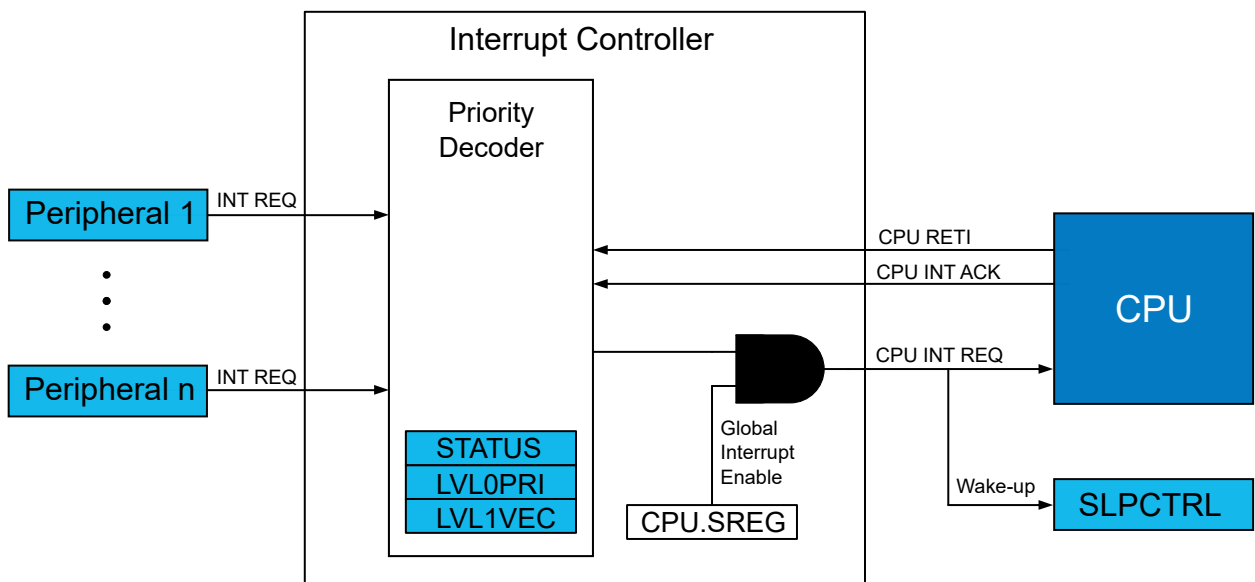 Interrupt Controller
Priority
Decoder
Peripheral 1
INT REQ
Peripheral n
INT REQ
STATUS
LVL0PRI
LVL1VEC
CPU RETI
CPU INT ACK
CPU INT REQ
CPU
Global
Interrupt
Enable
CPU.SREG
Wake-up
SLPCTRL